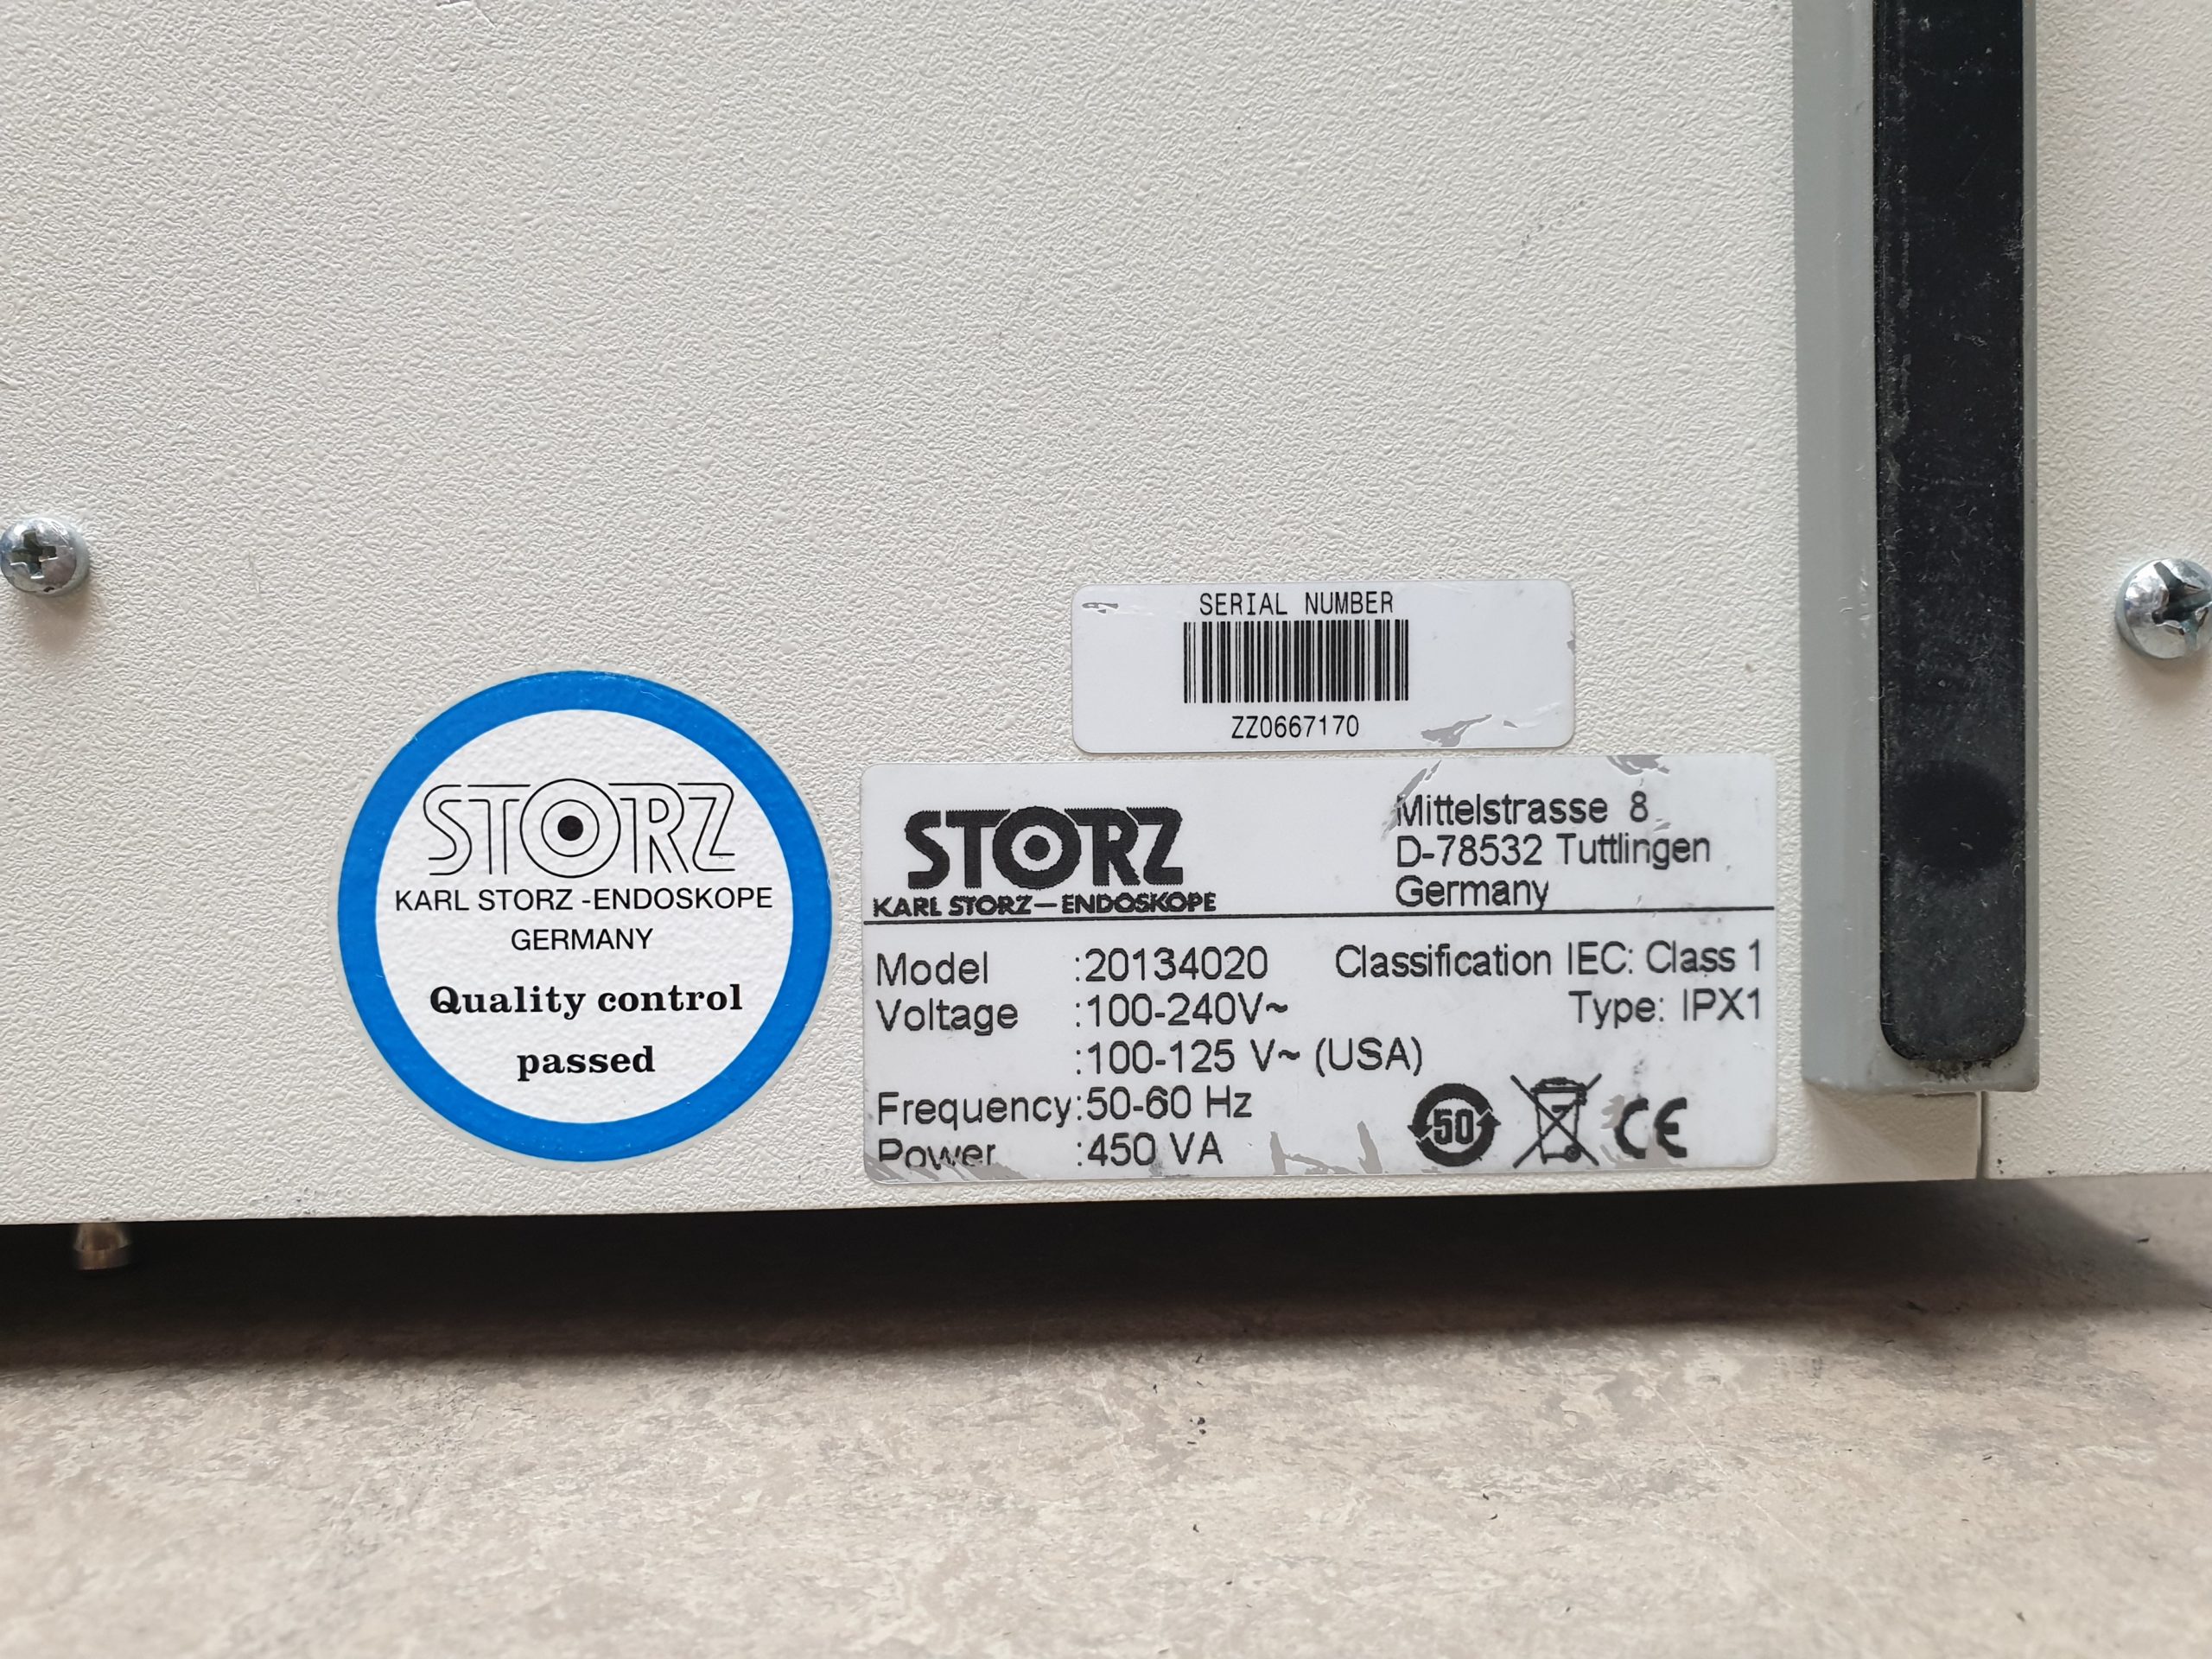 SERIAL NUMBER
ZZ0667170
STORZ
KARL STORZ -ENDOSKOPE
GERMANY
Quality control
passed
STORZ
KARL STORZ—ENDOSKOPE
Mittelstrasse 8
D-78532 Tuttlingen
Germany
Model :20134020 Classification IEC: Class 1
Voltage :100-240V~ Type: IPX1
:100-125 V~ (USA)
Frequency:50-60 Hz
Power :450 VA
50 CE